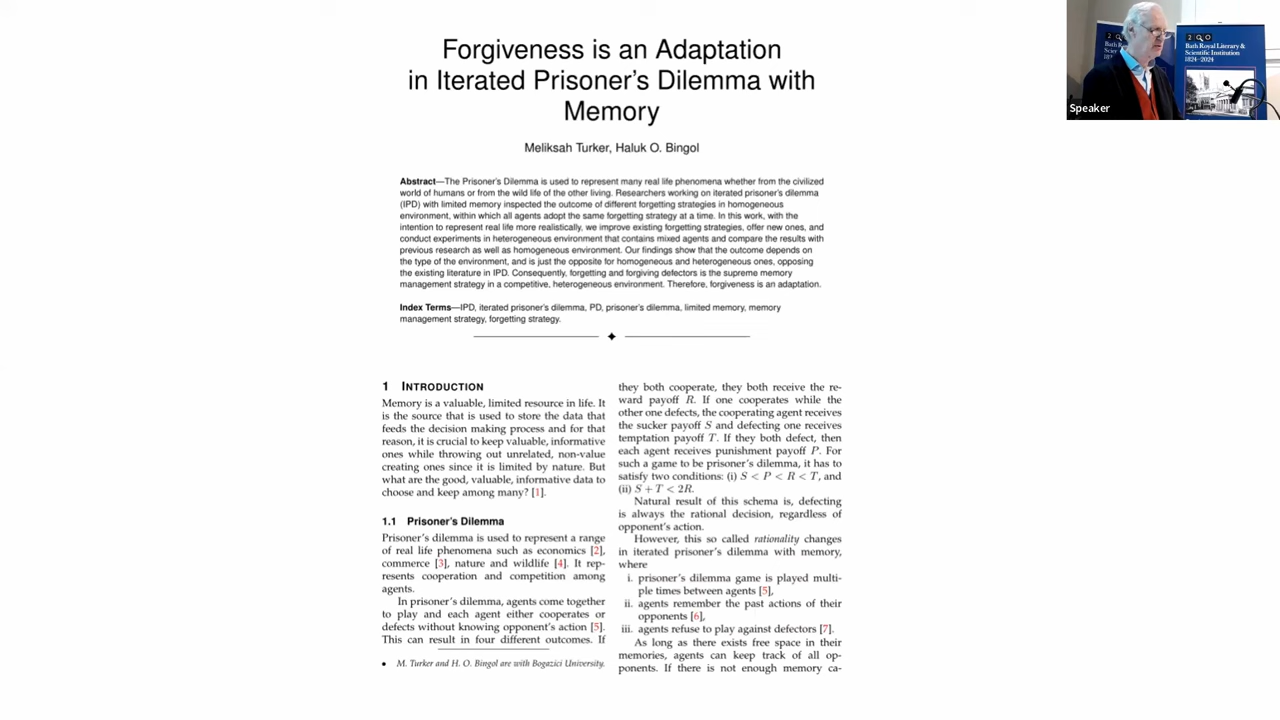 Forgiveness is an Adaptation
in Iterated Prisoner's Dilemma with
Memory
Meliksah Turker, Haluk O. Bingol
Abstract—The Prisoner's Dilemma is used to represent many real life phenomena whether from the civilized
world of humans or from the wild life of the other living. Researchers working on iterated prisoner's dilemma
(IPD) with limited memory inspected the outcome of different forgetting strategies in homogeneous
environment, within which all agents adopt the same forgetting strategy at a time. In this work, with the
intention to represent real life more realistically, we improve existing forgetting strategies, offer new ones, and
conduct experiments in heterogeneous environment that contains mixed agents and compare the results with
previous research as well as homogeneous environment. Our findings show that the outcome depends on
the type of the environment, and is just the opposite for homogeneous and heterogeneous ones, opposing
the existing literature in IPD. Consequently, forgetting and forgiving defectors is the supreme memory
management strategy in a competitive, heterogeneous environment. Therefore, forgiveness is an adaptation.
Index Terms—IPD, iterated prisoner's dilemma, PD, prisoner's dilemma, limited memory, memory
management strategy, forgetting strategy.
1 INTRODUCTION
Memory is a valuable, limited resource in life. It
is the source that is used to store the data that
feeds the decision making process and for that
reason, it is crucial to keep valuable, informative
ones while throwing out unrelated, non-value
creating ones since it is limited by nature. But
what are the good, valuable, informative data to
choose and keep among many? [1].
1.1 Prisoner's Dilemma
Prisoner's dilemma is used to represent a range
of real life phenomena such as economics [2],
commerce [3], nature and wildlife [4]. It rep-
resents cooperation and competition among
agents.
In prisoner's dilemma, agents come together
to play and each agent either cooperates or
defects without knowing opponent's action [5].
This can result in four different outcomes. If
• M. Turker and H. O. Bingol are with Bogazici University.
they both cooperate, they both receive the re-
ward payoff R. If one cooperates while the
other one defects, the cooperating agent receives
the sucker payoff S and defecting one receives
temptation payoff T. If they both defect, then
each agent receives punishment payoff P. For
such a game to be prisoner's dilemma, it has to
satisfy two conditions: (i) S < P < R < T, and
(ii) S + T < 2R.
Natural result of this schema is, defecting
is always the rational decision, regardless of
opponent's action.
However, this so called rationality changes
in iterated prisoner's dilemma with memory,
where
i. prisoner's dilemma game is played multi-
ple times between agents [5],
ii. agents remember the past actions of their
opponents [6],
iii. agents refuse to play against defectors [7].
As long as there exists free space in their
memories, agents can keep track of all op-
ponents. If there is not enough memory ca-
Speaker
Bath Royal Literary &
Scientific Institution
1824–2024